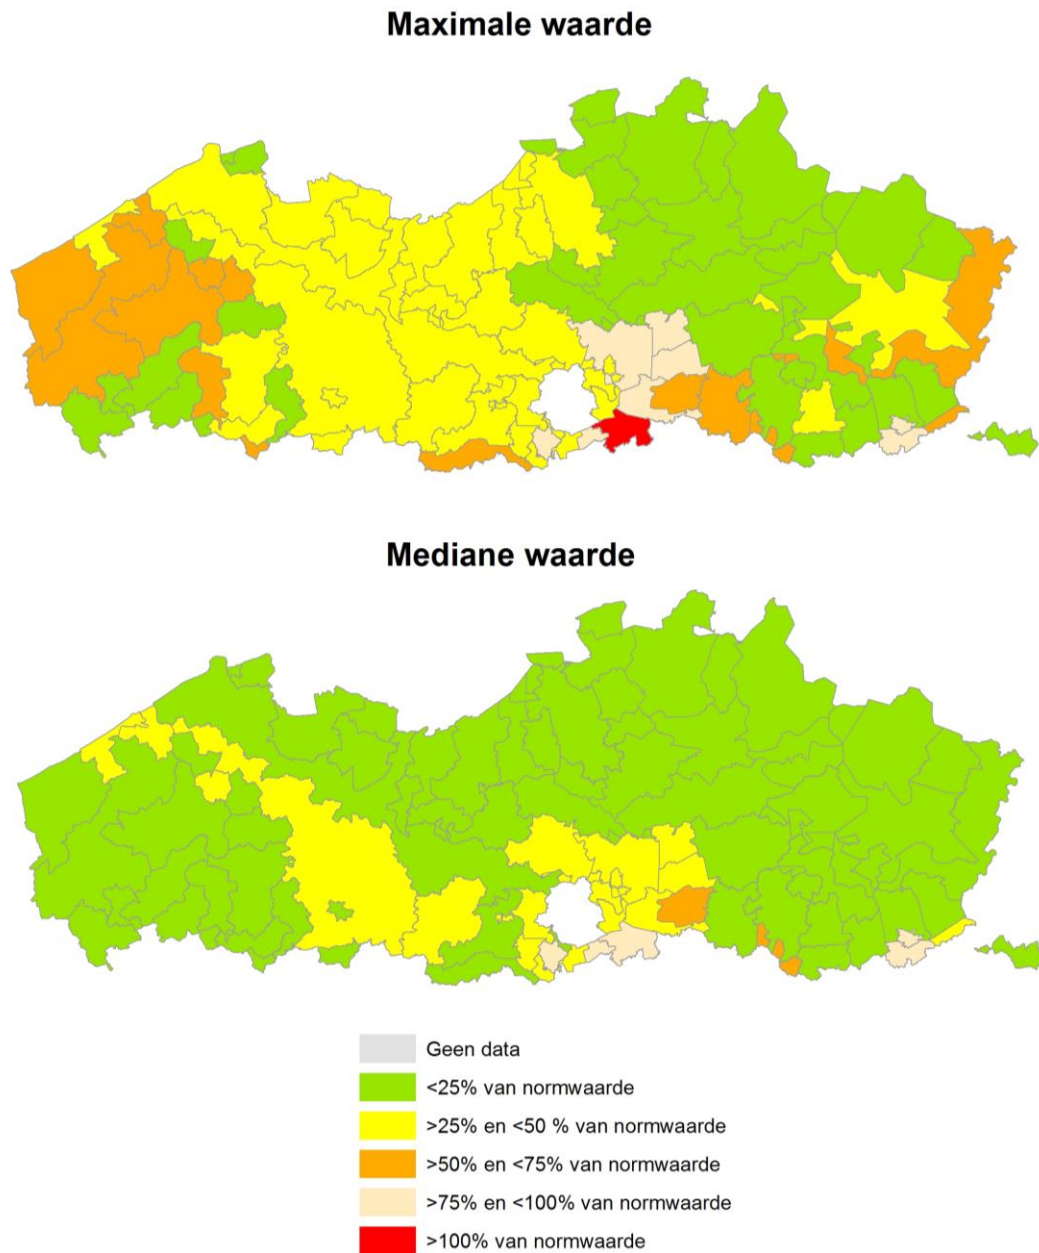 Maximale waarde
Mediane waarde
Geen data
<25% van normwaarde
>25% en <50 % van normwaarde
>50% en <75% van normwaarde
>75% en <100% van normwaarde
>100% van normwaarde